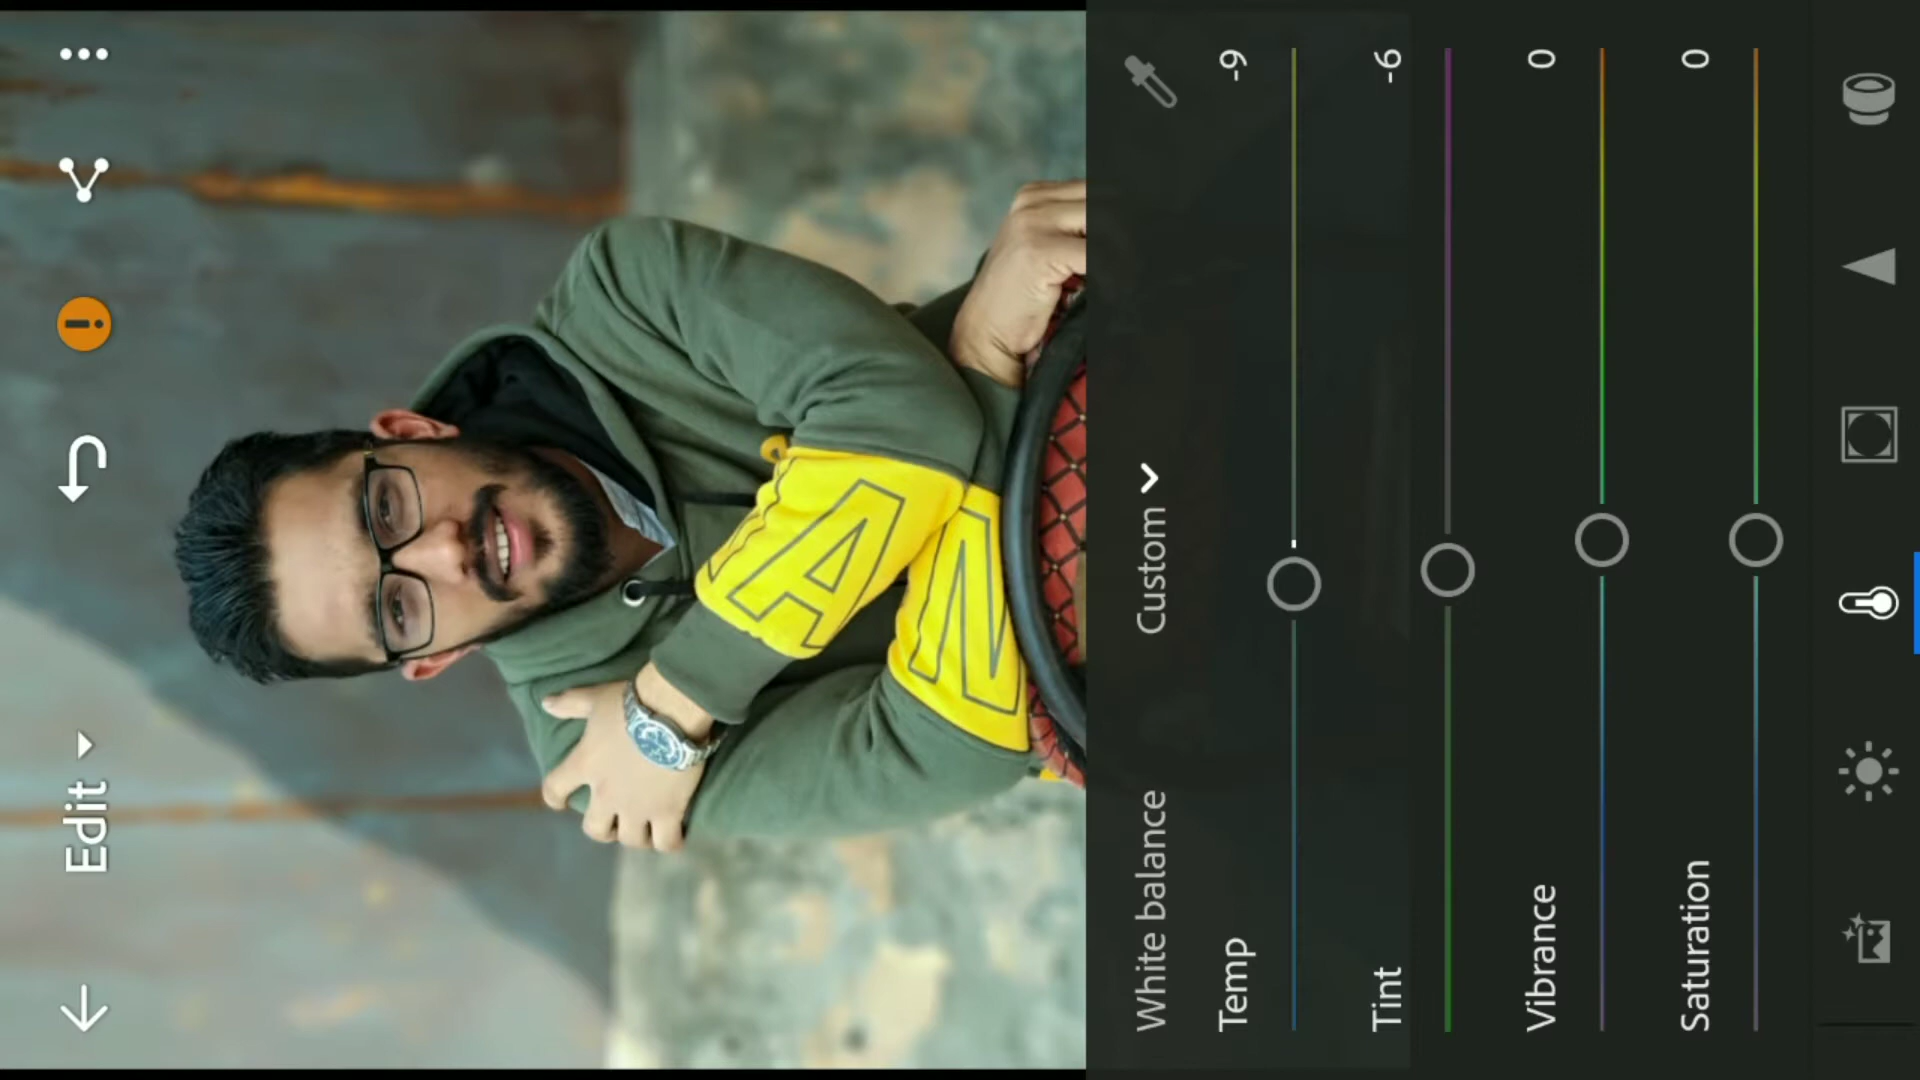 Edit
White balance
Custom
Temp
-9
Tint
-6
Vibrance
0
Saturation
0
AN